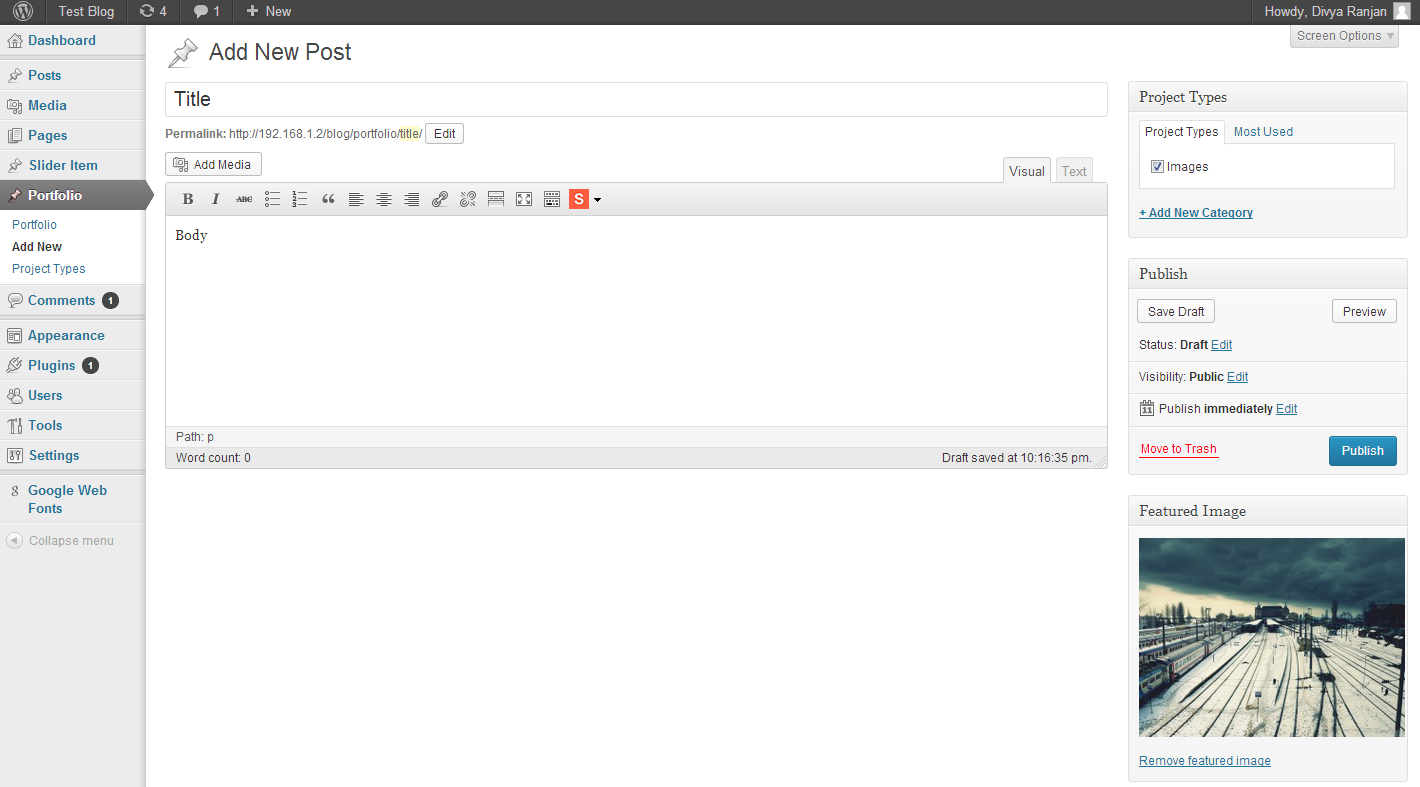 Test Blog 4 1 + New Howdy, Divya Ranjan
Screen Options
Dashboard
Posts
Media
Pages
Slider Item
Portfolio
Portfolio
Add New
Project Types
Comments 1
Appearance
Plugins 1
Users
Tools
Settings
Google Web
Fonts
Collapse menu
Add New Post
Title
Permalink: http://192.168.1.2/blog/portfolio/title/ Edit
Add Media
Visual Text
B I ABC S
Body
Path: p
Word count: 0 Draft saved at 10:16:35 pm.
Project Types
Project Types Most Used
Images
+ Add New Category
Publish
Save Draft Preview
Status: Draft Edit
Visibility: Public Edit
11 Publish immediately Edit
Move to Trash Publish
Featured Image
Remove featured image